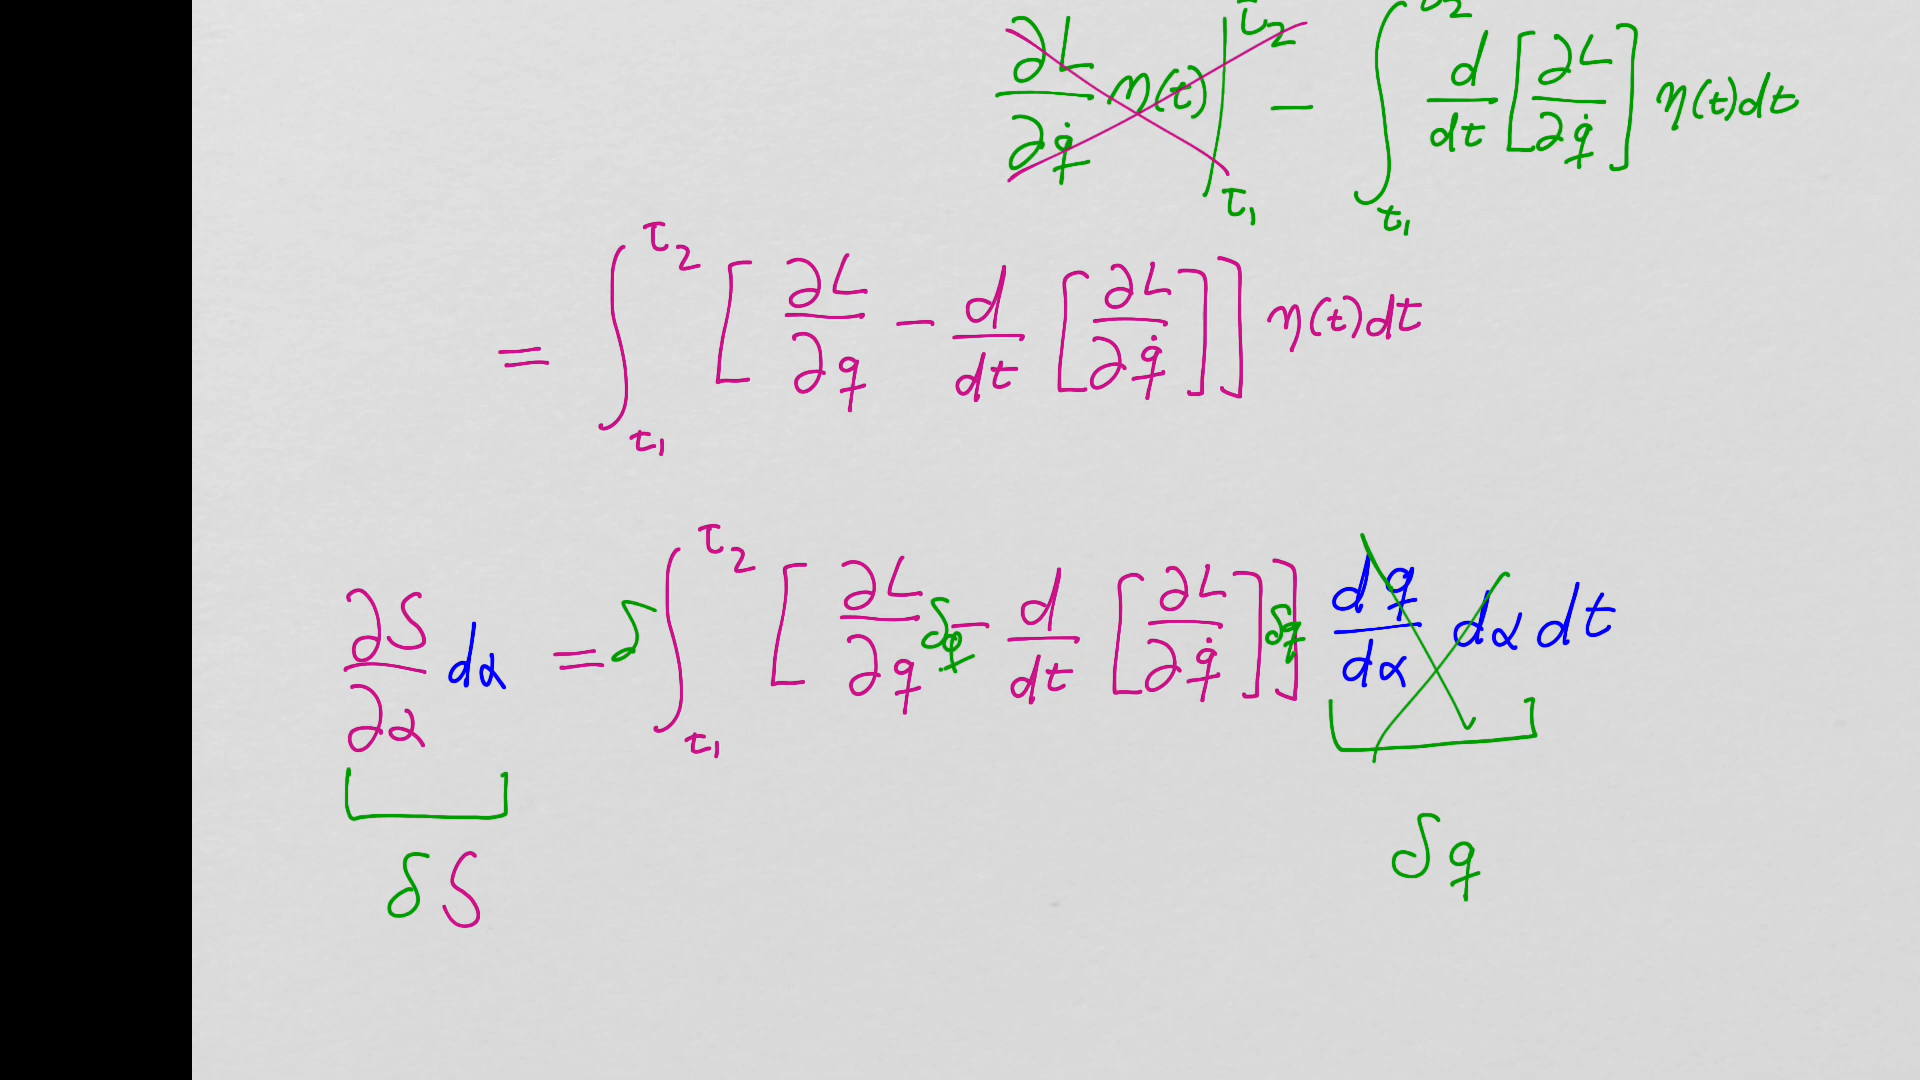 ∂L/∂q̇ η(t) |_{t₁}^{t₂} − ∫_{t₁}^{t₂} d/dt [∂L/∂q̇] η(t)dt
= ∫_{t₁}^{t₂} [∂L/∂q − d/dt [∂L/∂q̇]] η(t)dt
∂S/∂α dα = δ ∫_{t₁}^{t₂} [∂L/∂q δq − d/dt [∂L/∂q̇] δq] dq/dα dα dt
δS δq